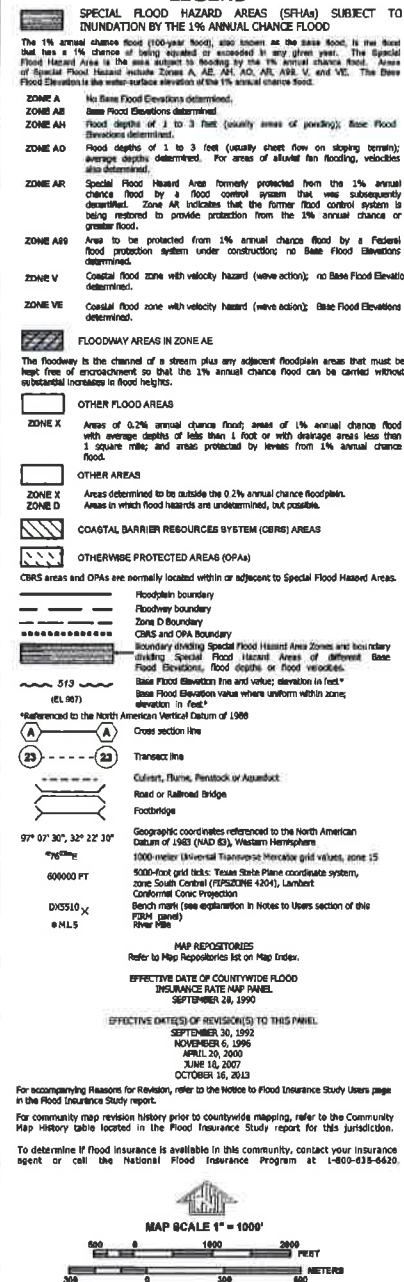 SPECIAL FLOOD HAZARD AREAS (SFHAs) SUBJECT TO
INUNDATION BY THE 1% ANNUAL CHANCE FLOOD
The 1% annual chance flood (100-year flood), also known as the base flood, is the flood
that has a 1% chance of being equaled or exceeded in any given year. The Special
Flood Hazard Area is the area subject to flooding by the 1% annual chance flood. Areas
of Special Flood Hazard include Zones A, AE, AH, AO, AR, A99, V, and VE. The Base
Flood Elevation is the water-surface elevation of the 1% annual chance flood.
ZONE A No Base Flood Elevations determined.
ZONE AE Base Flood Elevations determined.
ZONE AH Flood depths of 1 to 3 feet (usually areas of ponding); Base Flood
Elevations determined.
ZONE AO Flood depths of 1 to 3 feet (usually sheet flow on sloping terrain);
average depths determined. For areas of alluvial fan flooding, velocities
also determined.
ZONE AR Special Flood Hazard Area formerly protected from the 1% annual
chance flood by a flood control system that was subsequently
decertified. Zone AR indicates that the former flood control system is
being restored to provide protection from the 1% annual chance or
greater flood.
ZONE A99 Area to be protected from 1% annual chance flood by a Federal
flood protection system under construction; no Base Flood Elevations
determined.
ZONE V Coastal flood zone with velocity hazard (wave action); no Base Flood Elevatio
determined.
ZONE VE Coastal flood zone with velocity hazard (wave action); Base Flood Elevations
determined.
FLOODWAY AREAS IN ZONE AE
The floodway is the channel of a stream plus any adjacent floodplain areas that must be
kept free of encroachment so that the 1% annual chance flood can be carried without
substantial increases in flood heights.
OTHER FLOOD AREAS
ZONE X Areas of 0.2% annual chance flood; areas of 1% annual chance flood
with average depths of less than 1 foot or with drainage areas less than
1 square mile; and areas protected by levees from 1% annual chance
flood.
OTHER AREAS
ZONE X Areas determined to be outside the 0.2% annual chance floodplain.
ZONE D Areas in which flood hazards are undetermined, but possible.
COASTAL BARRIER RESOURCES SYSTEM (CBRS) AREAS
OTHERWISE PROTECTED AREAS (OPAs)
CBRS areas and OPAs are normally located within or adjacent to Special Flood Hazard Areas.
Floodplain boundary
Floodway boundary
Zone D Boundary
CBRS and OPA Boundary
Boundary dividing Special Flood Hazard Area Zones and boundary
dividing Special Flood Hazard Areas of different Base
Flood Elevations, flood depths or flood velocities.
513 Base Flood Elevation line and value; elevation in feet*
(EL 987) Base Flood Elevation value where uniform within zone;
elevation in feet*
*Referenced to the North American Vertical Datum of 1988
A A Cross section line
23 23 Transect line
Culvert, Flume, Penstock or Aqueduct
Road or Railroad Bridge
Footbridge
97° 07' 30", 32° 22' 30" Geographic coordinates referenced to the North American
Datum of 1983 (NAD 83), Western Hemisphere
1000-meter Universal Transverse Mercator grid values, zone 15
600000 FT 5000-foot grid ticks: Texas State Plane coordinate system,
zone South Central (FIPSZONE 4204), Lambert
Conformal Conic Projection
DX5510 X Bench mark (see explanation in Notes to Users section of this
FIRM panel)
M1.5 River Mile
MAP REPOSITORIES
Refer to Map Repositories list on Map Index.
EFFECTIVE DATE OF COUNTYWIDE FLOOD
INSURANCE RATE MAP PANEL
SEPTEMBER 28, 1990
EFFECTIVE DATE(S) OF REVISION(S) TO THIS PANEL
SEPTEMBER 30, 1992
NOVEMBER 6, 1996
APRIL 20, 2000
JUNE 18, 2007
OCTOBER 16, 2013
For accompanying Reasons for Revision, refer to the Notice to Flood Insurance Study Users page
in the Flood Insurance Study report.
For community map revision history prior to countywide mapping, refer to the Community
Map History table located in the Flood Insurance Study report for this jurisdiction.
To determine if flood insurance is available in this community, contact your insurance
agent or call the National Flood Insurance Program at 1-800-638-6620.
MAP SCALE 1" = 1000'
500 0 1000 2000
FEET
METERS
300 0 300 600